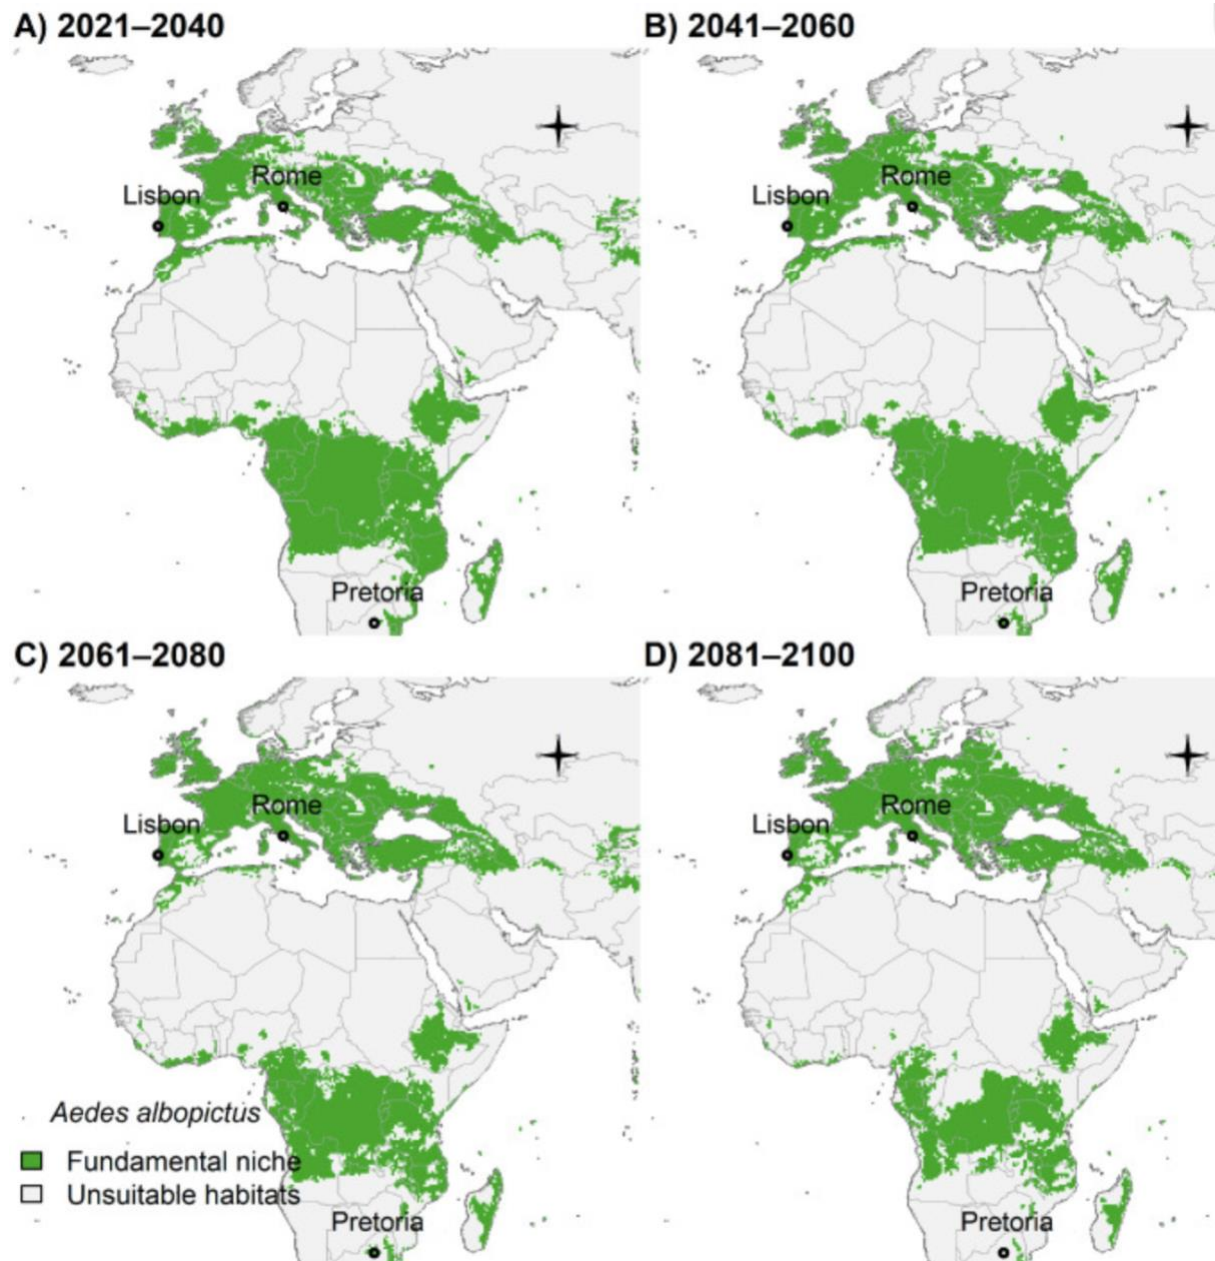 A) 2021–2040
B) 2041–2060
Rome
Lisbon
Rome
Lisbon
Pretoria
Pretoria
C) 2061–2080
D) 2081–2100
Rome
Lisbon
Rome
Lisbon
Aedes albopictus
Fundamental niche
Unsuitable habitats
Pretoria
Pretoria